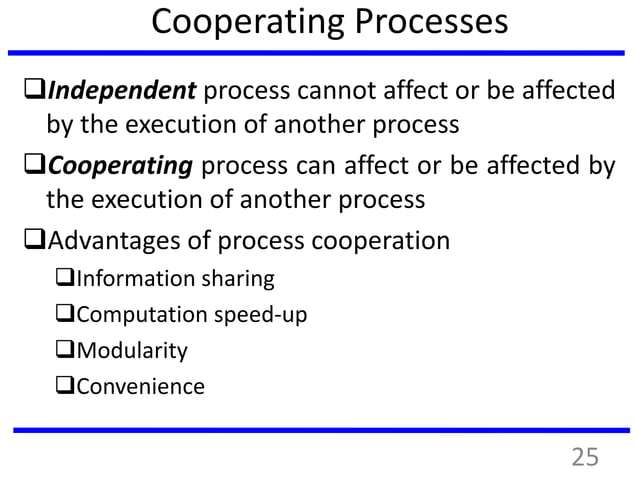 Cooperating Processes
❑Independent process cannot affect or be affected
by the execution of another process
❑Cooperating process can affect or be affected by
the execution of another process
❑Advantages of process cooperation
❑Information sharing
❑Computation speed-up
❑Modularity
❑Convenience
25